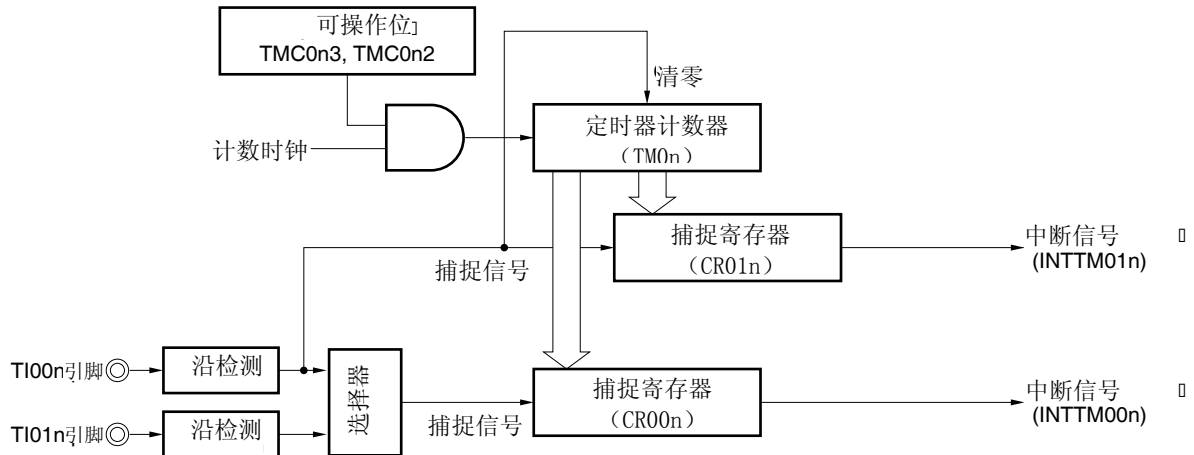 可操作位
TMC0n3, TMC0n2
清零
定时器计数器
（TM0n）
计数时钟
捕捉寄存器
（CR01n）
中断信号
(INTTM01n)
捕捉信号
TI00n引脚
沿检测
选择器
捕捉寄存器
（CR00n）
中断信号
(INTTM00n)
捕捉信号
TI01n引脚
沿检测